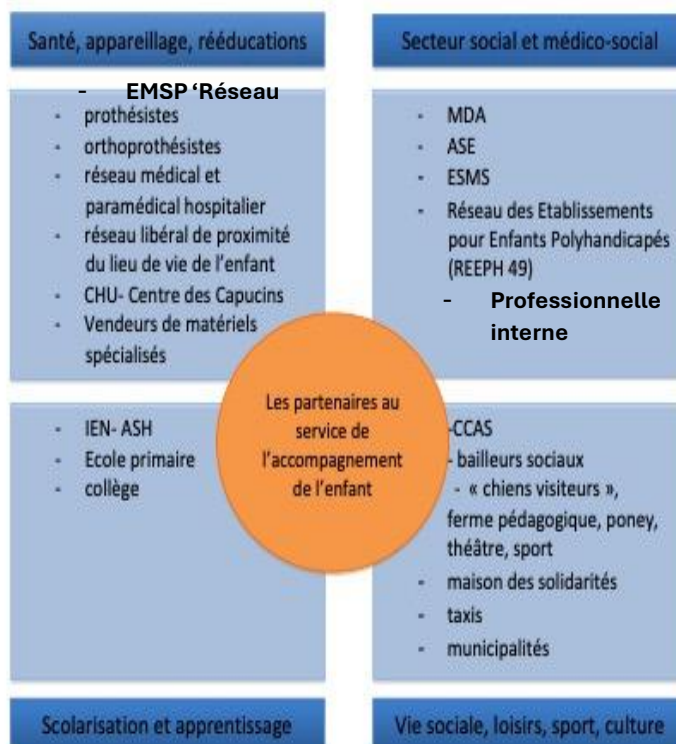 Santé, appareillage, rééducations
- EMSP ‘Réseau
- prothésistes
- orthoprothésistes
- réseau médical et
paramédical hospitalier
- réseau libéral de proximité
du lieu de vie de l’enfant
- CHU- Centre des Capucins
- Vendeurs de matériels
spécialisés
Secteur social et médico-social
- MDA
- ASE
- ESMS
- Réseau des Etablissements
pour Enfants Polyhandicapés
(REEPH 49)
- Professionnelle
interne
Les partenaires au
service de
l’accompagnement
de l’enfant
- IEN- ASH
- Ecole primaire
- collège
Scolarisation et apprentissage
-CCAS
- bailleurs sociaux
- « chiens visiteurs »,
ferme pédagogique, poney,
théâtre, sport
- maison des solidarités
- taxis
- municipalités
Vie sociale, loisirs, sport, culture